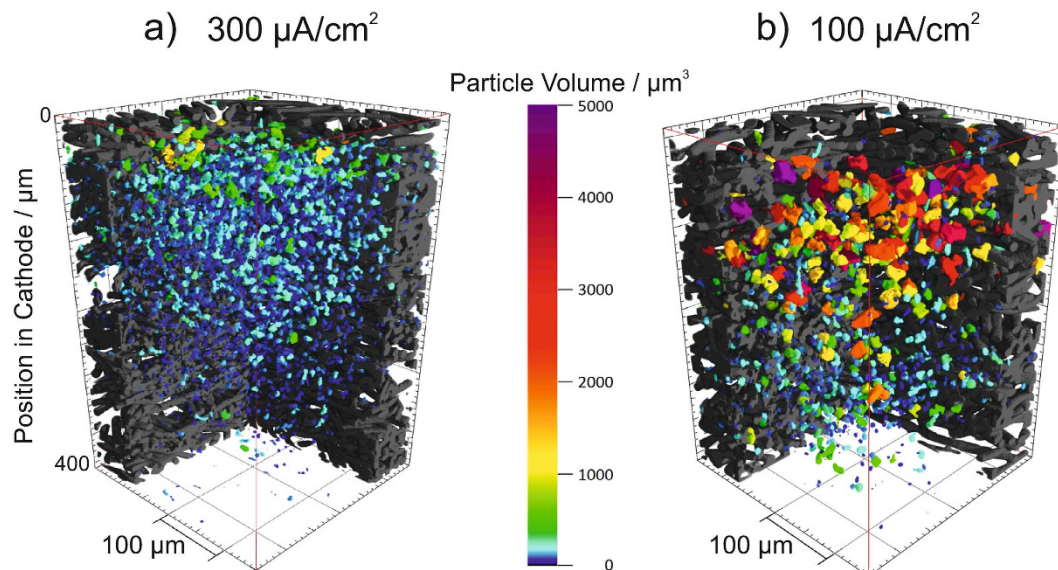 a) 300 µA/cm²
b) 100 µA/cm²
Particle Volume / µm³
0
Position in Cathode / µm
400
100 µm
5000
4000
3000
2000
1000
0
100 µm